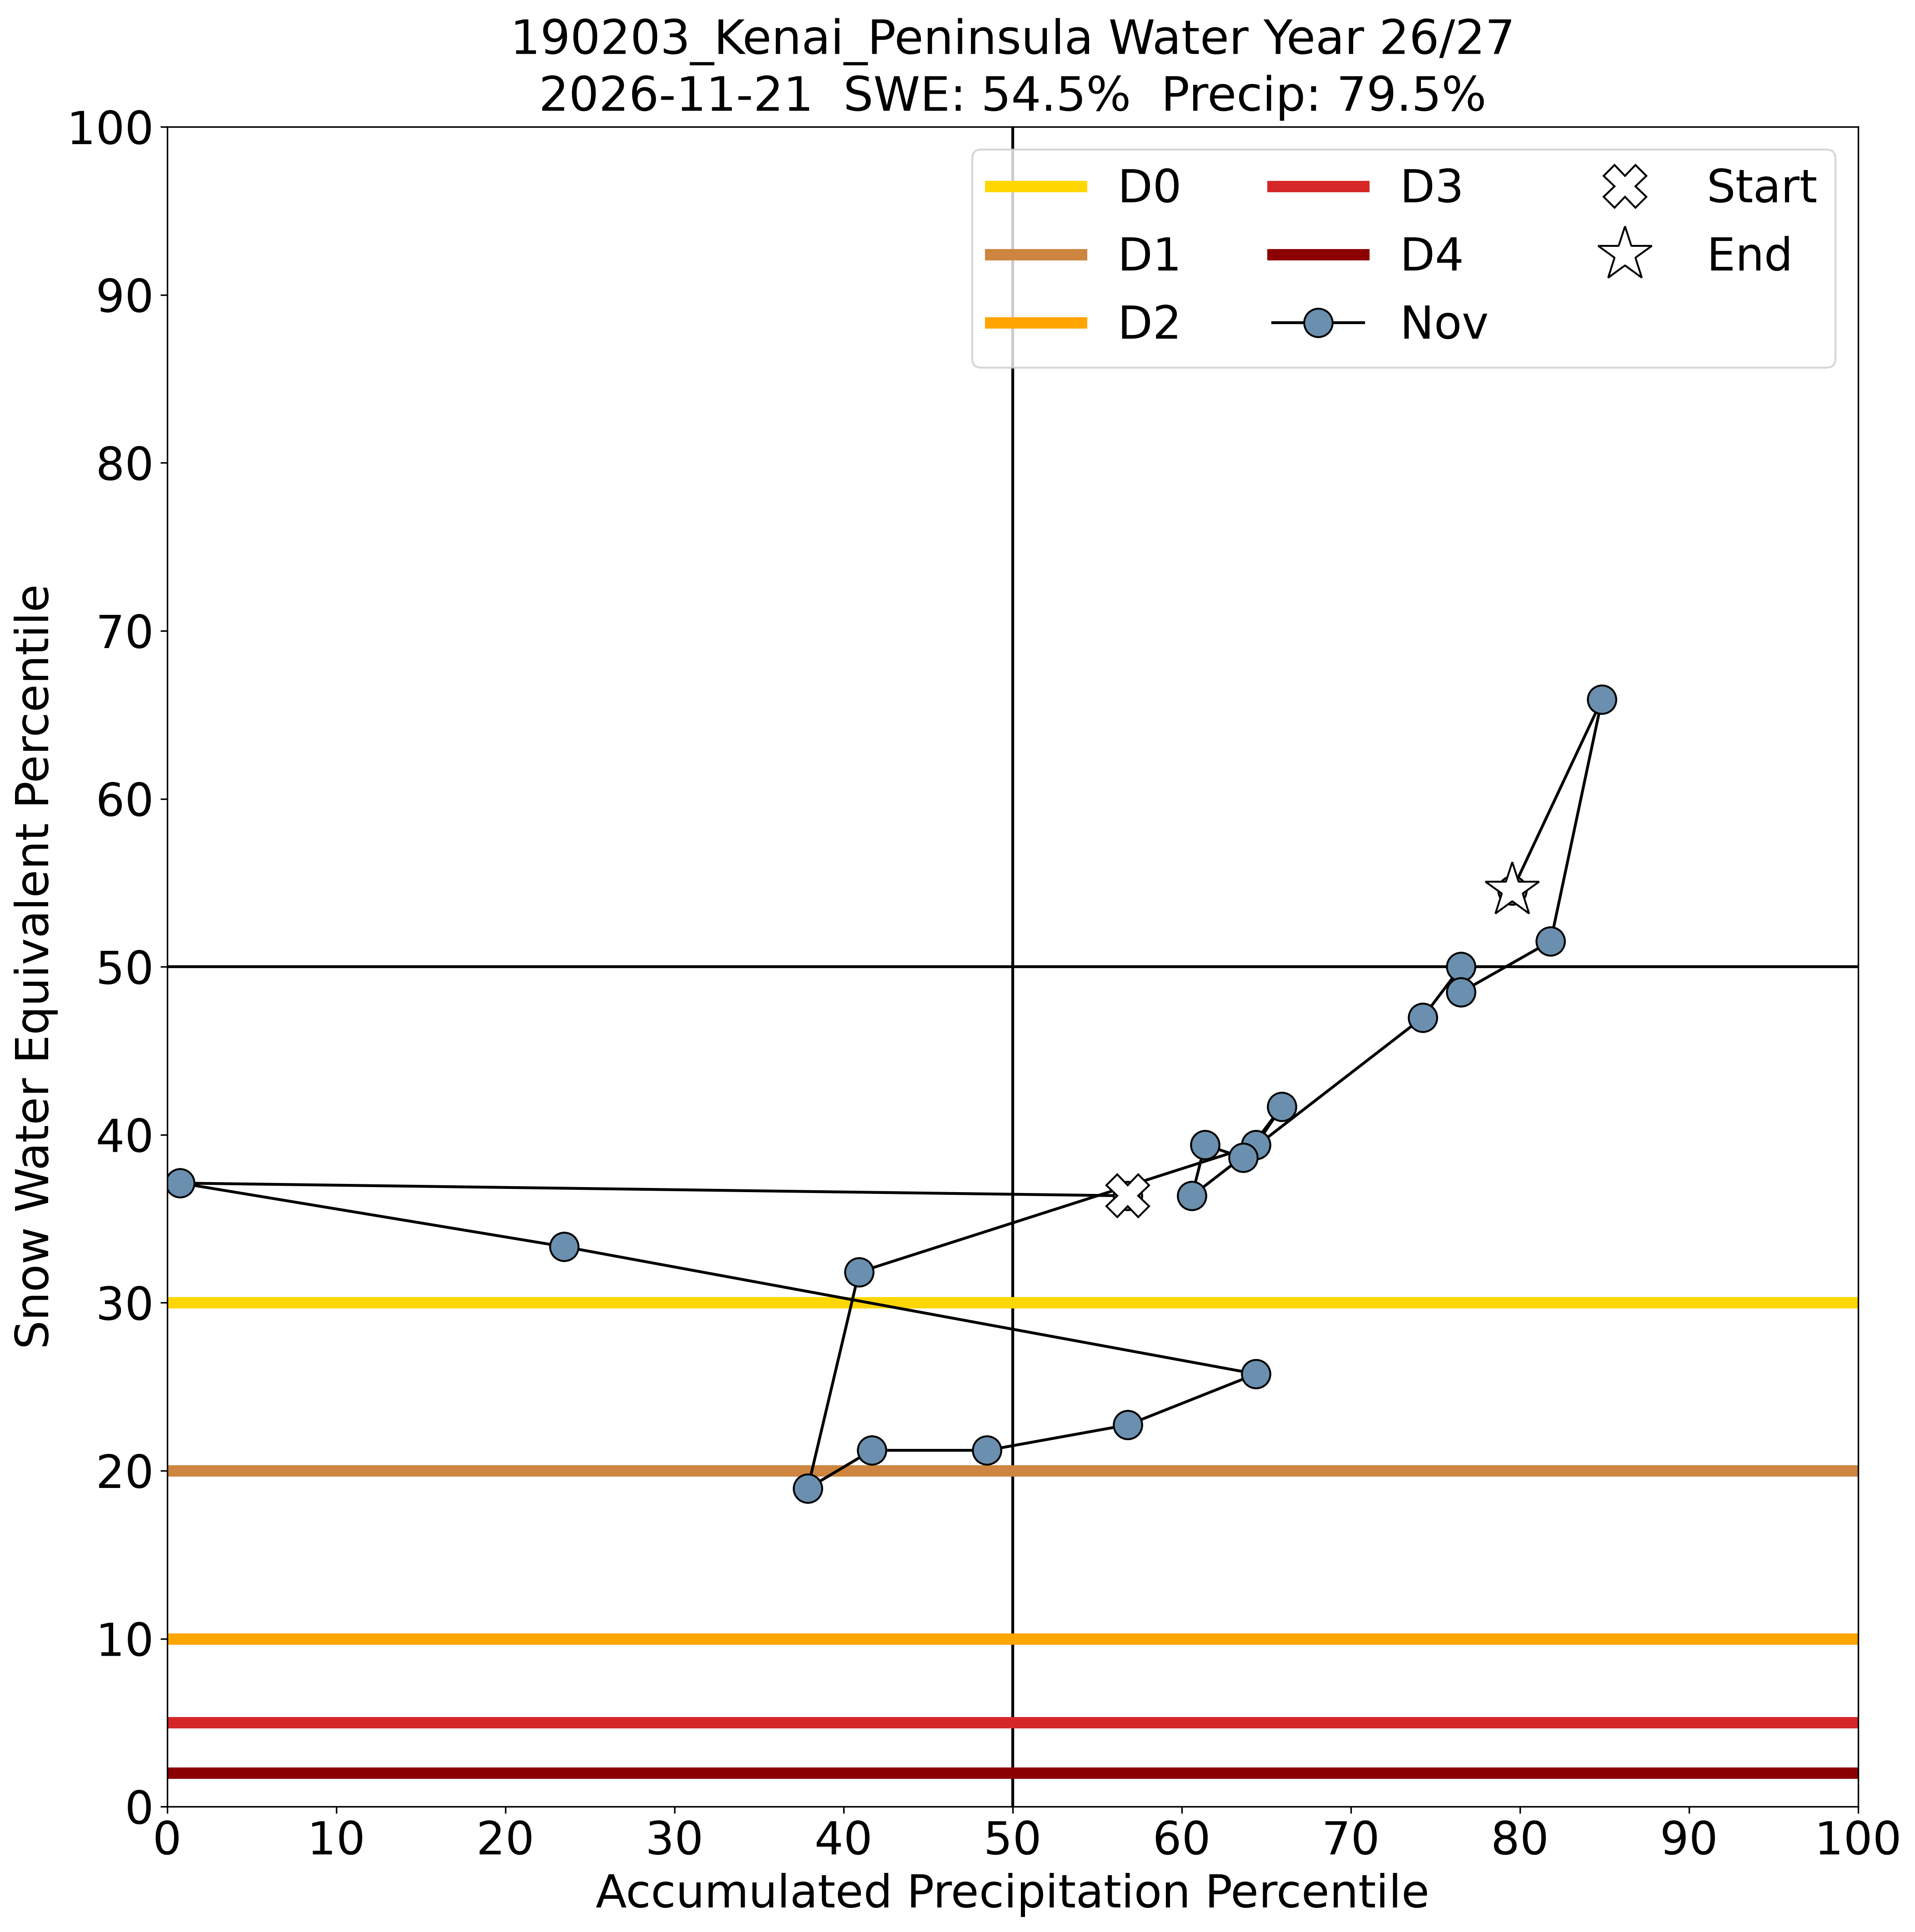 190203_Kenai_Peninsula Water Year 26/27
2026-11-21 SWE: 54.5% Precip: 79.5%
100
90
80
70
60
50
40
30
20
10
0
Snow Water Equivalent Percentile
D0
D1
D2
D3
D4
Nov
Start
End
0 10 20 30 40 50 60 70 80 90 100
Accumulated Precipitation Percentile